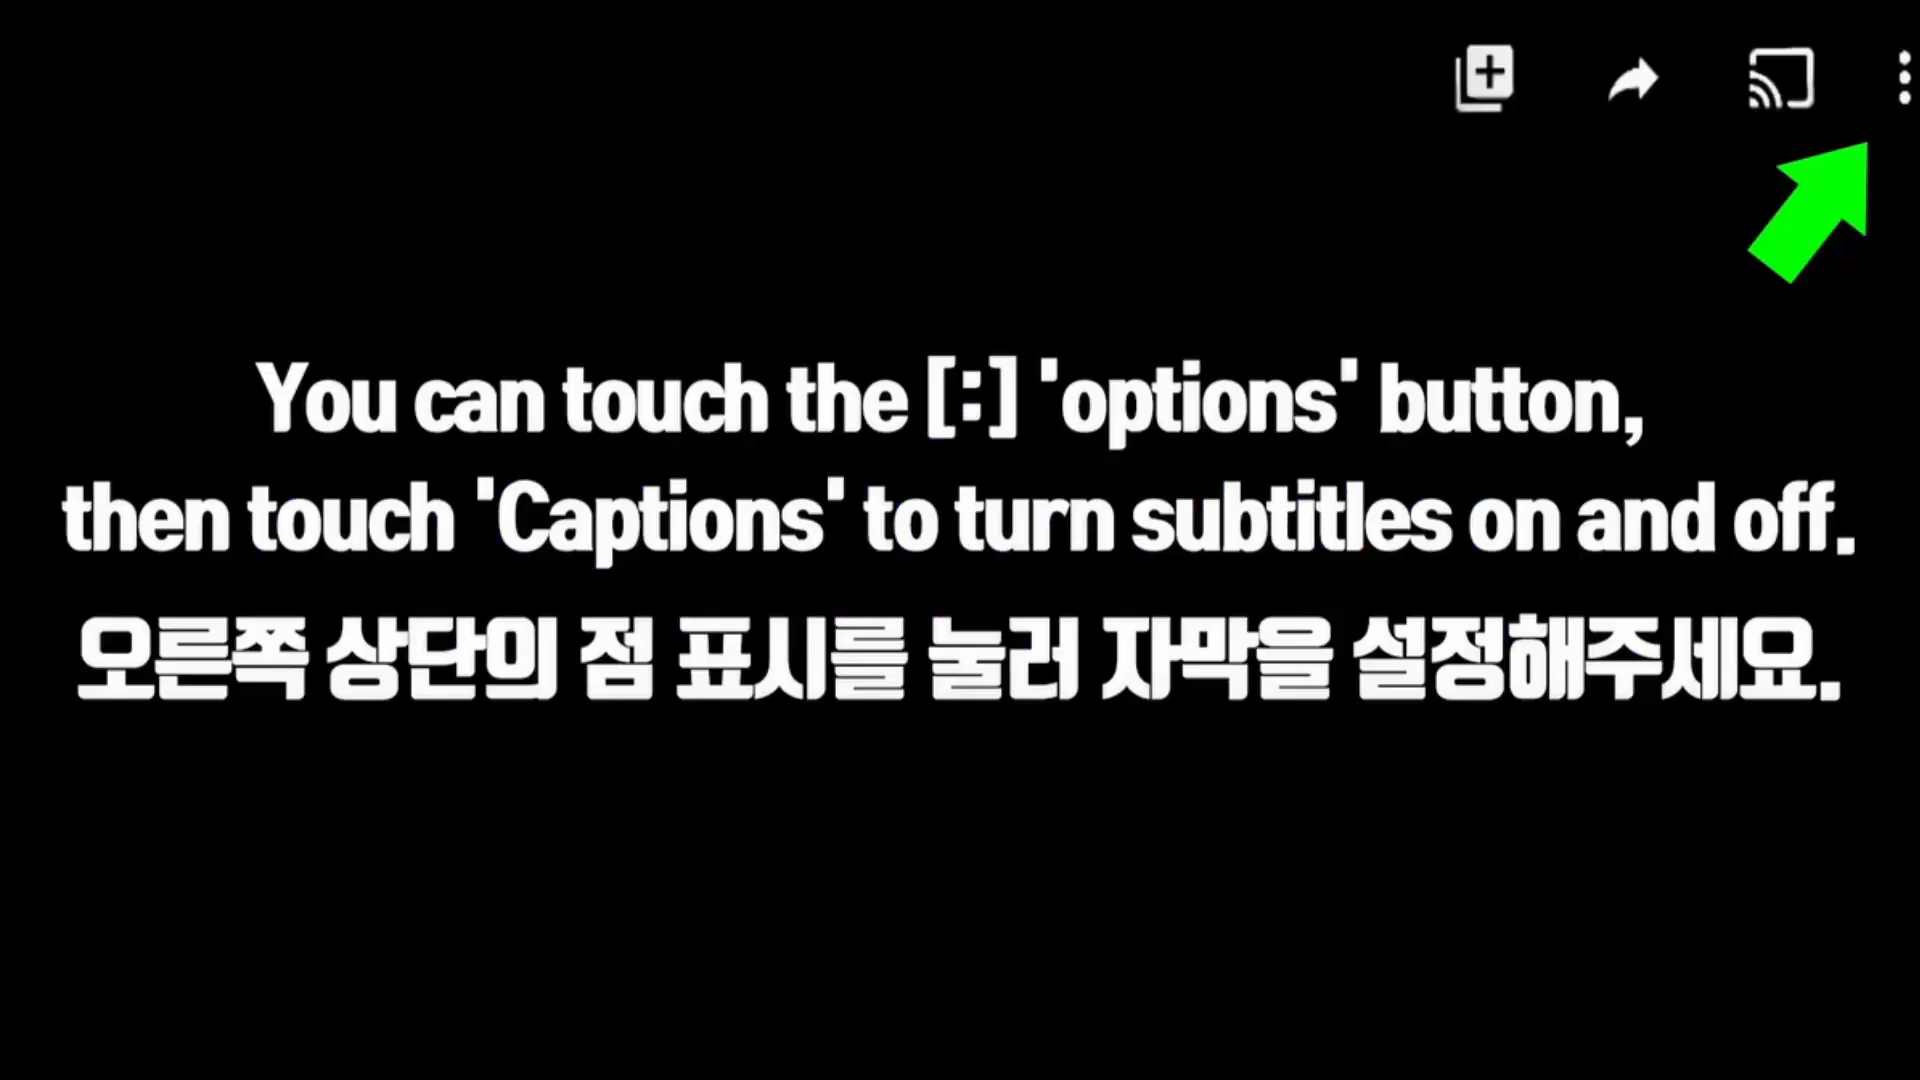 You can touch the [:] 'options' button,
then touch 'Captions' to turn subtitles on and off.
오른쪽 상단의 점 표시를 눌러 자막을 설정해주세요.